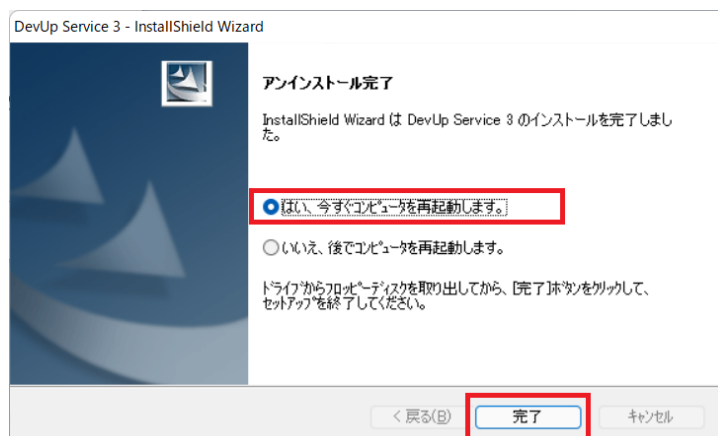 DevUp Service 3 - InstallShield Wizard
アンインストール完了
InstallShield Wizard は DevUp Service 3 のインストールを完了しまし
た。
はい、今すぐコンピュータを再起動します。
いいえ、後でコンピュータを再起動します。
ドライブからフロッピーディスクを取り出してから、[完了]ボタンをクリックして、
セットアップを終了してください。
< 戻る(B)
完了
キャンセル